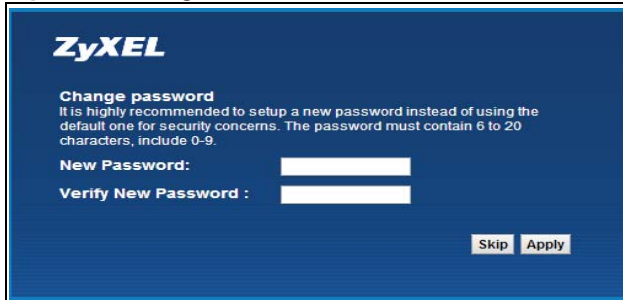 ZyXEL
Change password
It is highly recommended to setup a new password instead of using the
default one for security concerns. The password must contain 6 to 20
characters, include 0-9.
New Password:
Verify New Password :
Skip Apply